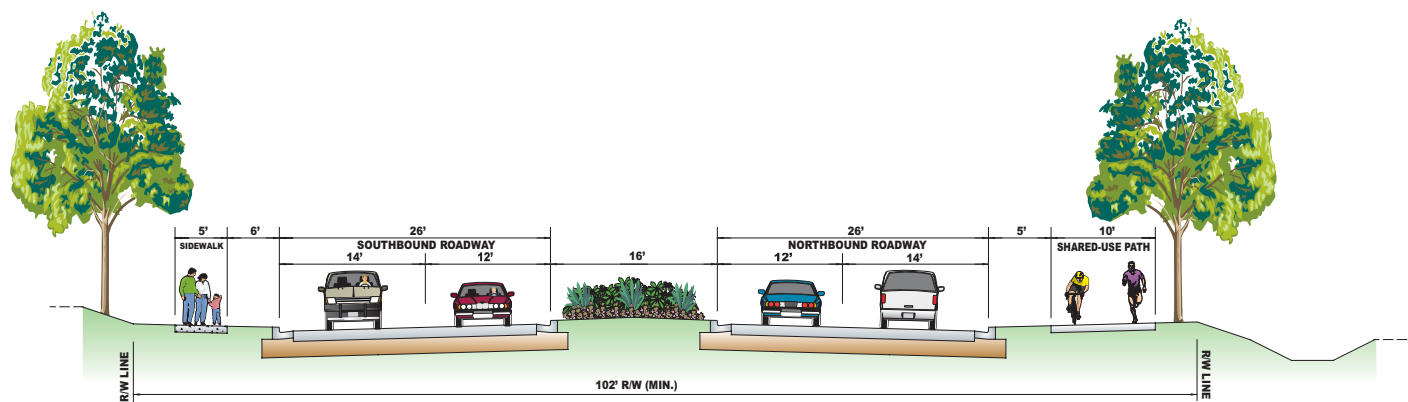 5’ 6’ 26’ 26’ 5’ 10’
SIDEWALK SOUTHBOUND ROADWAY NORTHBOUND ROADWAY SHARED-USE PATH
14’ 12’ 16’ 12’ 14’
R/W LINE
102’ R/W (MIN.)
R/W LINE